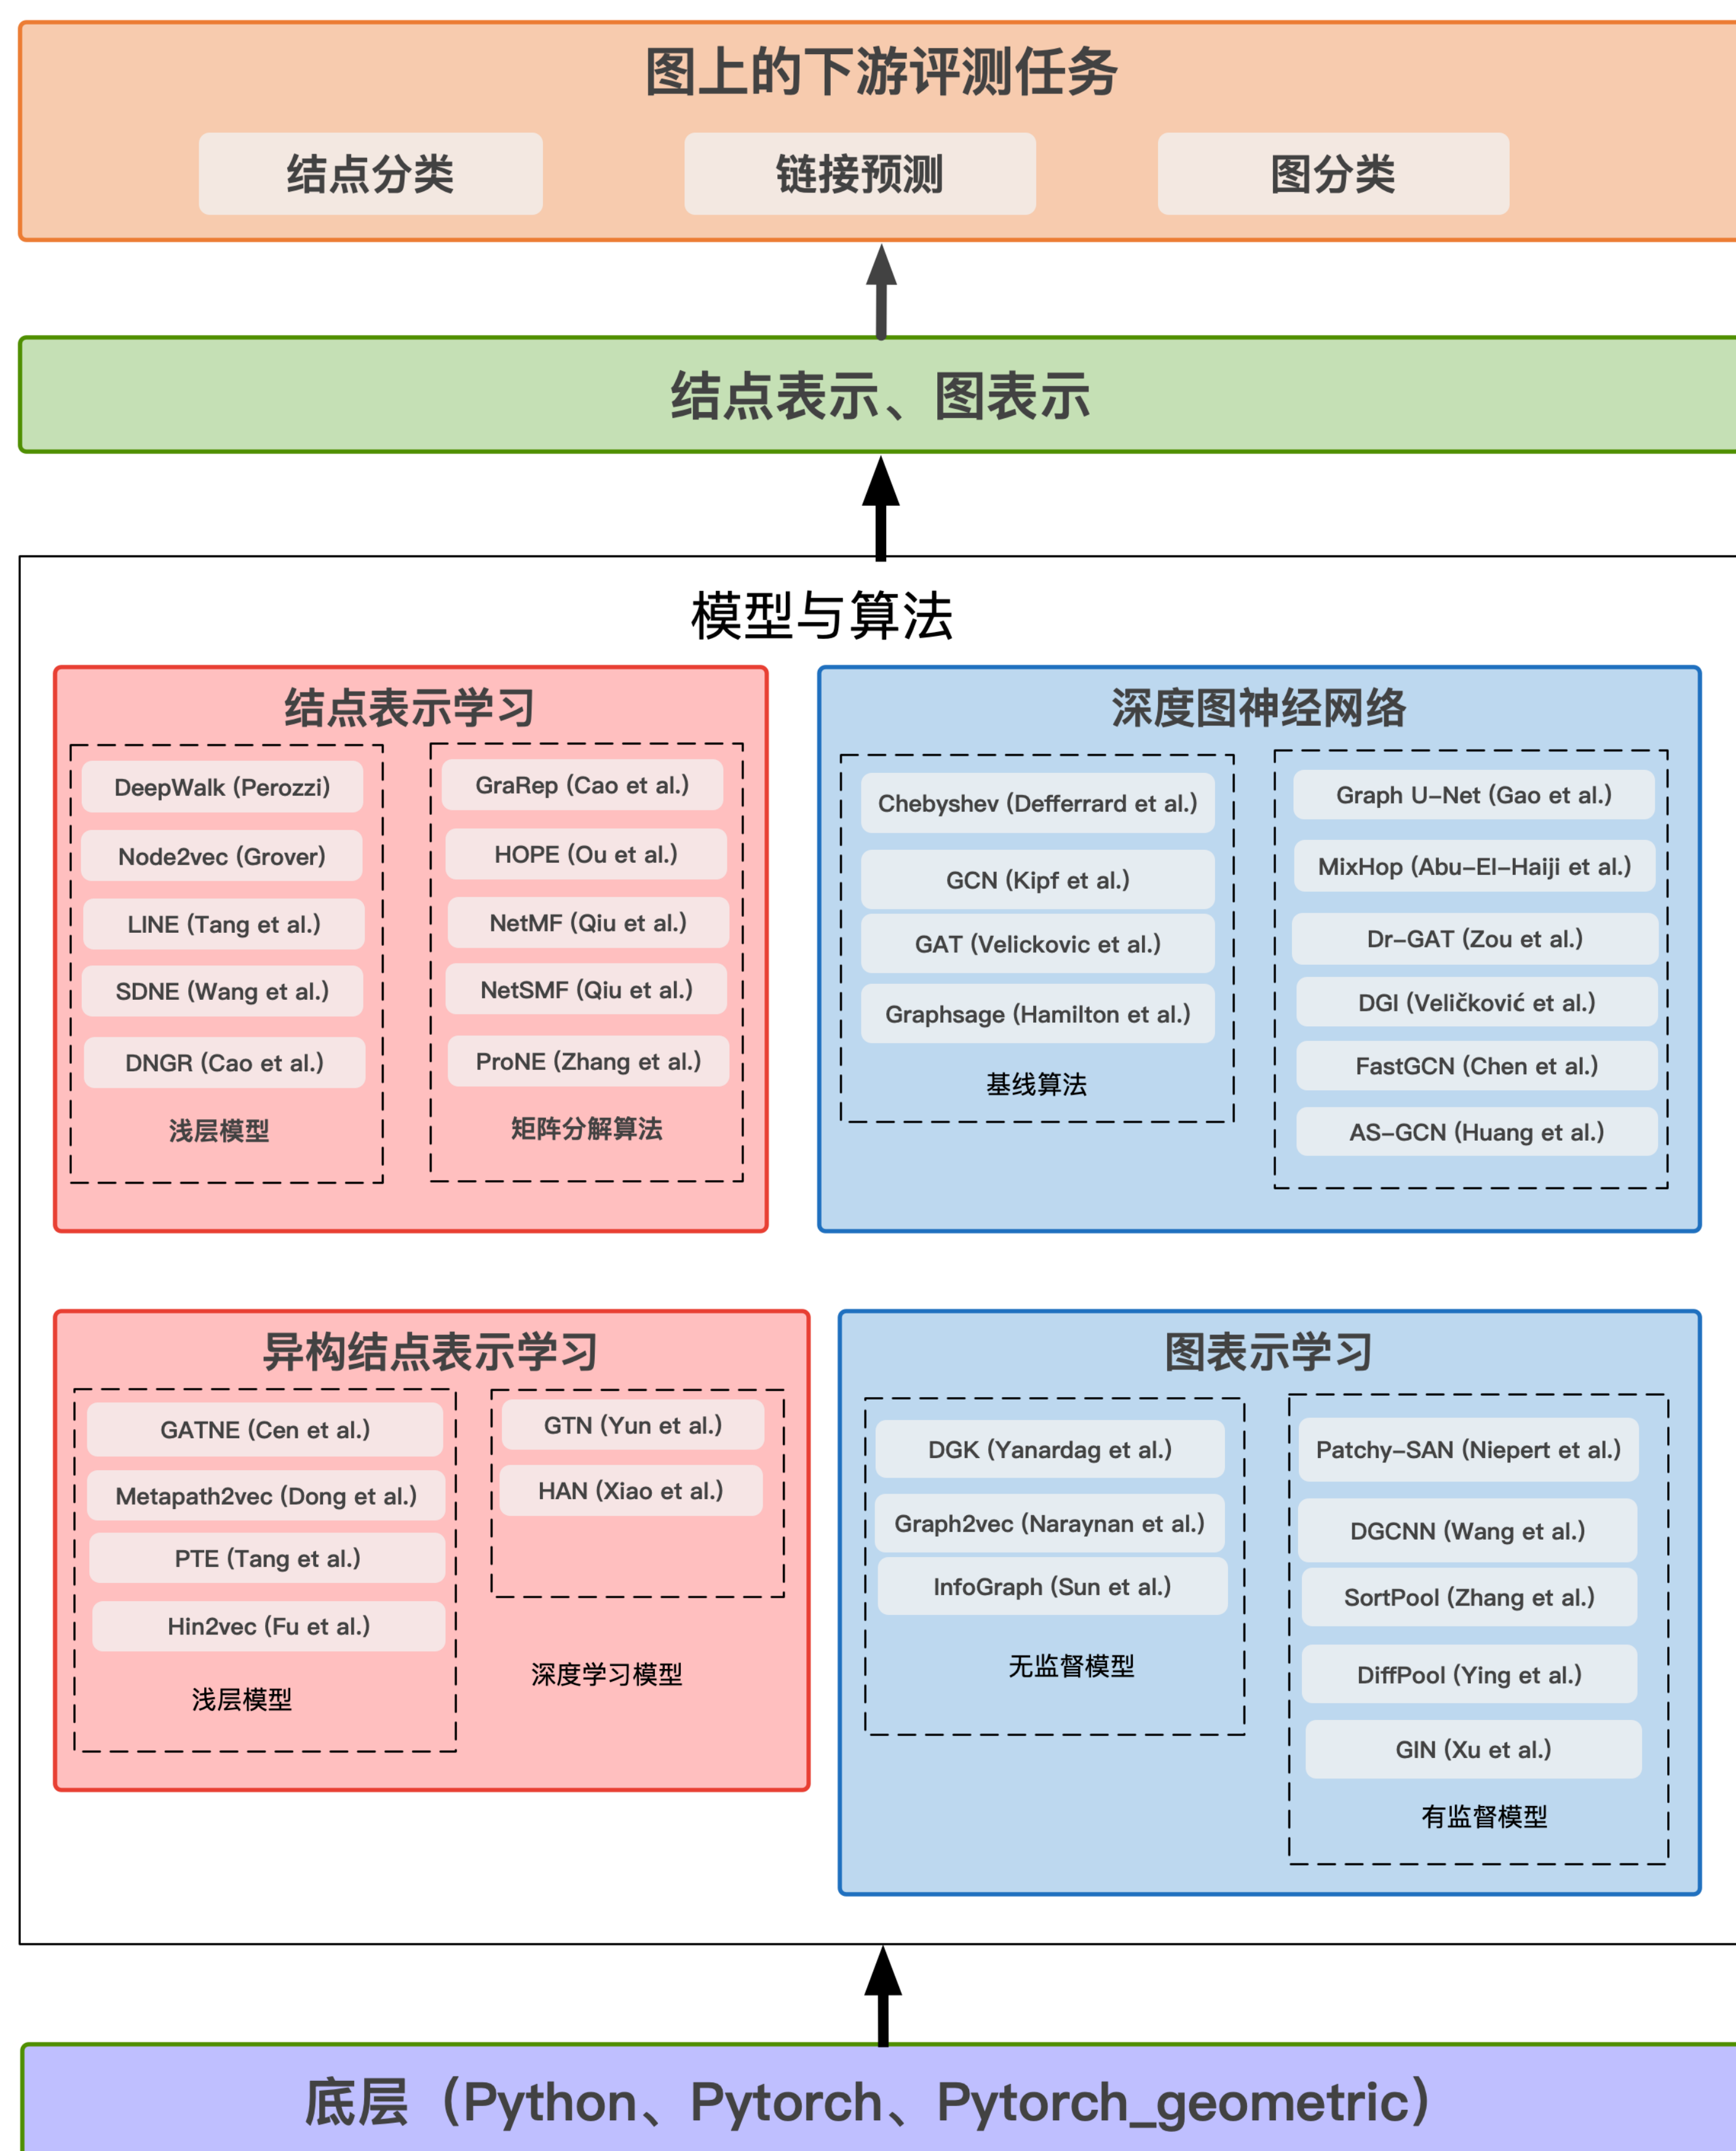 图上的下游评测任务
结点分类
链接预测
图分类
结点表示、图表示
模型与算法
结点表示学习
DeepWalk (Perozzi)
Node2vec (Grover)
LINE (Tang et al.)
SDNE (Wang et al.)
DNGR (Cao et al.)
浅层模型
GraRep (Cao et al.)
HOPE (Ou et al.)
NetMF (Qiu et al.)
NetSMF (Qiu et al.)
ProNE (Zhang et al.)
矩阵分解算法
深度图神经网络
Chebyshev (Defferrard et al.)
GCN (Kipf et al.)
GAT (Velickovic et al.)
Graphsage (Hamilton et al.)
基线算法
Graph U-Net (Gao et al.)
MixHop (Abu-El-Haiji et al.)
Dr-GAT (Zou et al.)
DGI (Veličković et al.)
FastGCN (Chen et al.)
AS-GCN (Huang et al.)
异构结点表示学习
GATNE (Cen et al.)
Metapath2vec (Dong et al.)
PTE (Tang et al.)
Hin2vec (Fu et al.)
浅层模型
GTN (Yun et al.)
HAN (Xiao et al.)
深度学习模型
图表示学习
DGK (Yanardag et al.)
Graph2vec (Naraynan et al.)
InfoGraph (Sun et al.)
无监督模型
Patchy-SAN (Niepert et al.)
DGCNN (Wang et al.)
SortPool (Zhang et al.)
DiffPool (Ying et al.)
GIN (Xu et al.)
有监督模型
底层（Python、Pytorch、Pytorch_geometric）